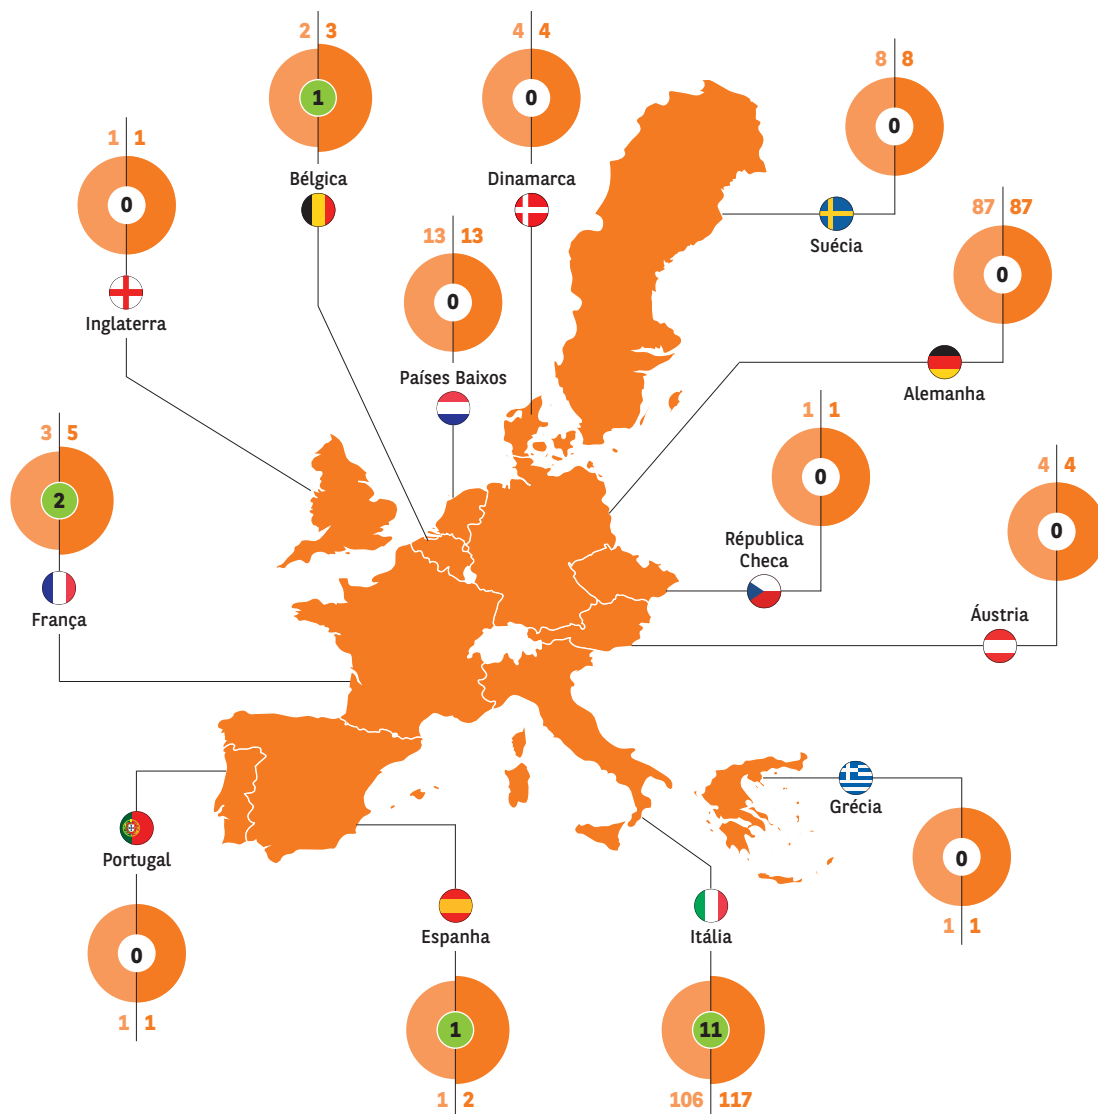 2 3
1
Bélgica
4 4
0
Dinamarca
8 8
0
Suécia
1 1
0
Inglaterra
13 13
0
Países Baixos
87 87
0
Alemanha
3 5
2
França
1 1
0
Républica
Checa
4 4
0
Áustria
Portugal
0
1 1
Espanha
1
1 2
Itália
11
106 117
Grécia
0
1 1